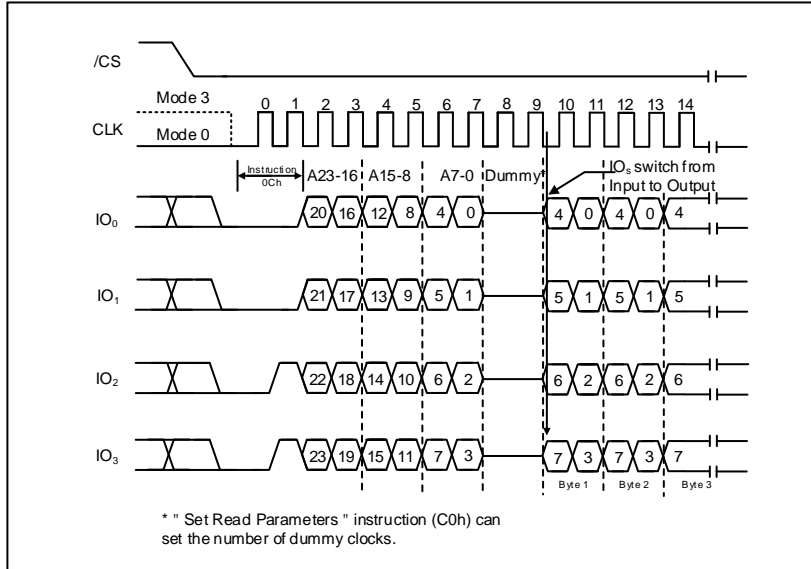 /CS
Mode 3
CLK
Mode 0
0 1 2 3 4 5 6 7 8 9 10 11 12 13 14
Instruction
0Ch
A23-16 A15-8 A7-0 Dummy*
IOs switch from
Input to Output
IO0
20 16 12 8 4 0 4 0 4 0 4
IO1
21 17 13 9 5 1 5 1 5 1 5
IO2
22 18 14 10 6 2 6 2 6 2 6
IO3
23 19 15 11 7 3 7 3 7 3 7
Byte 1 Byte 2 Byte 3
* " Set Read Parameters " instruction (C0h) can
set the number of dummy clocks.